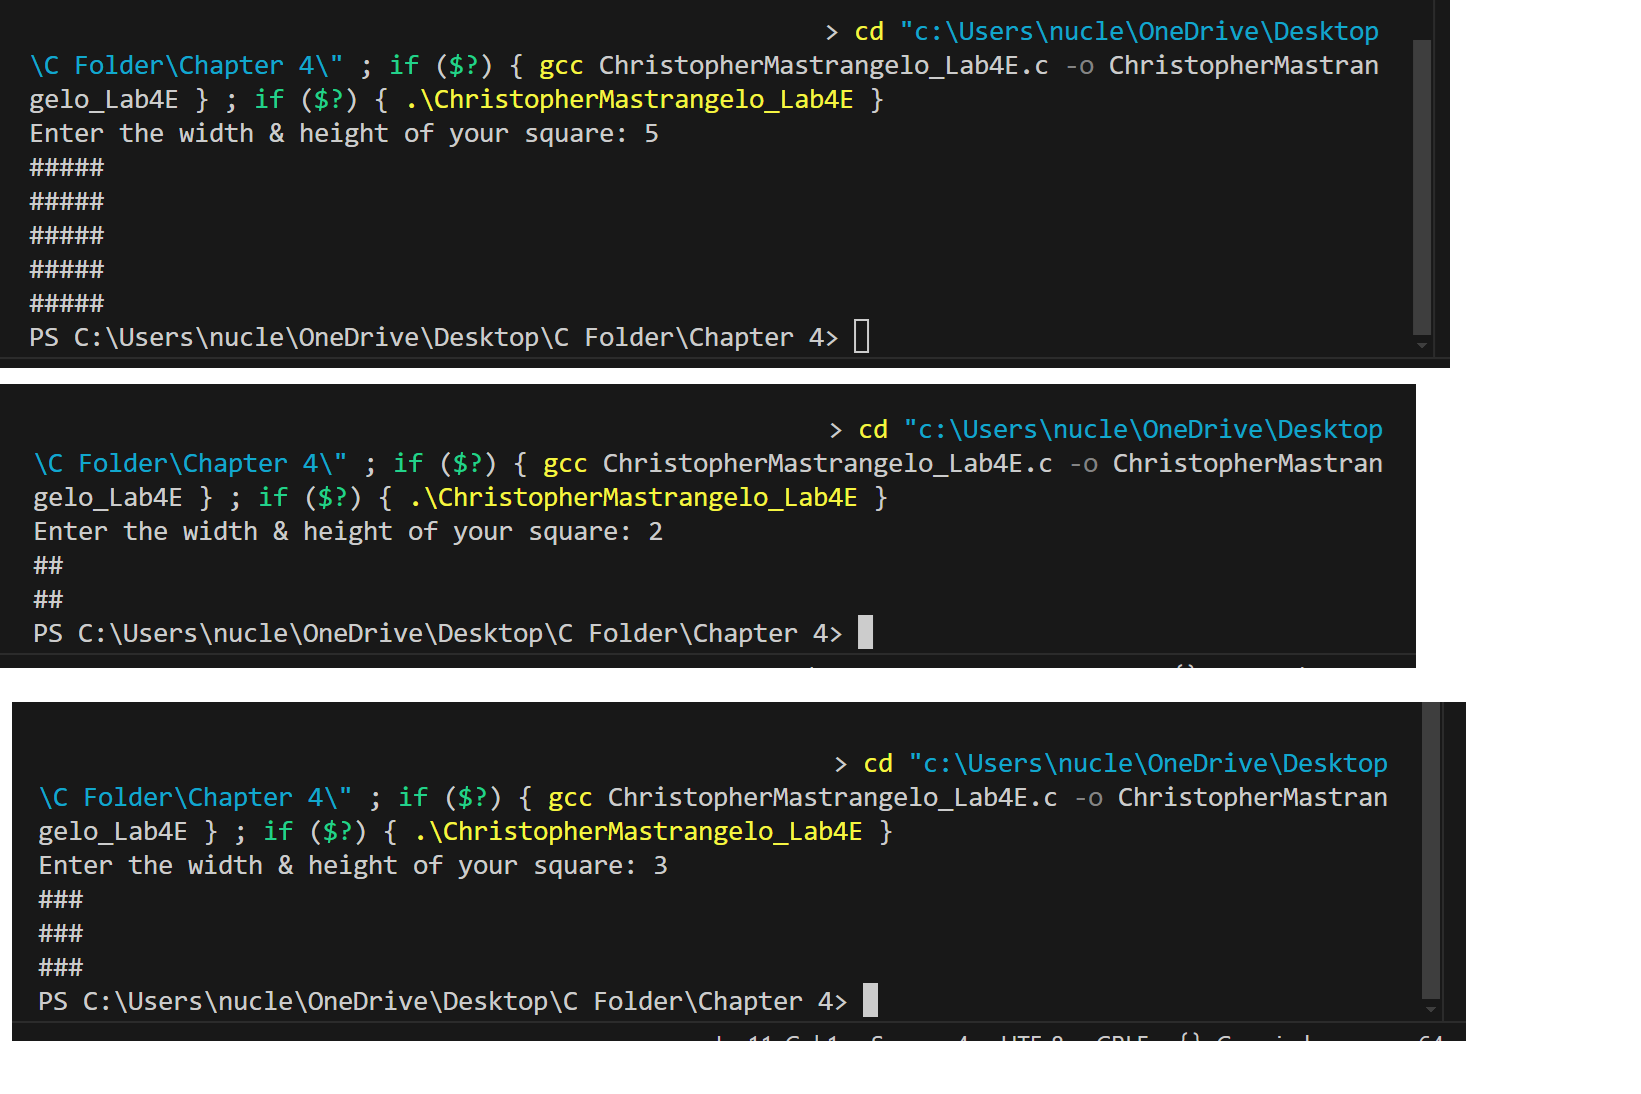 > cd "c:\Users\nucle\OneDrive\Desktop
\C Folder\Chapter 4\" ; if ($?) { gcc ChristopherMastrangelo_Lab4E.c -o ChristopherMastran
gelo_Lab4E } ; if ($?) { .\ChristopherMastrangelo_Lab4E }
Enter the width & height of your square: 5
#####
#####
#####
#####
#####
PS C:\Users\nucle\OneDrive\Desktop\C Folder\Chapter 4>
> cd "c:\Users\nucle\OneDrive\Desktop
\C Folder\Chapter 4\" ; if ($?) { gcc ChristopherMastrangelo_Lab4E.c -o ChristopherMastran
gelo_Lab4E } ; if ($?) { .\ChristopherMastrangelo_Lab4E }
Enter the width & height of your square: 2
##
##
PS C:\Users\nucle\OneDrive\Desktop\C Folder\Chapter 4>
> cd "c:\Users\nucle\OneDrive\Desktop
\C Folder\Chapter 4\" ; if ($?) { gcc ChristopherMastrangelo_Lab4E.c -o ChristopherMastran
gelo_Lab4E } ; if ($?) { .\ChristopherMastrangelo_Lab4E }
Enter the width & height of your square: 3
###
###
###
PS C:\Users\nucle\OneDrive\Desktop\C Folder\Chapter 4>